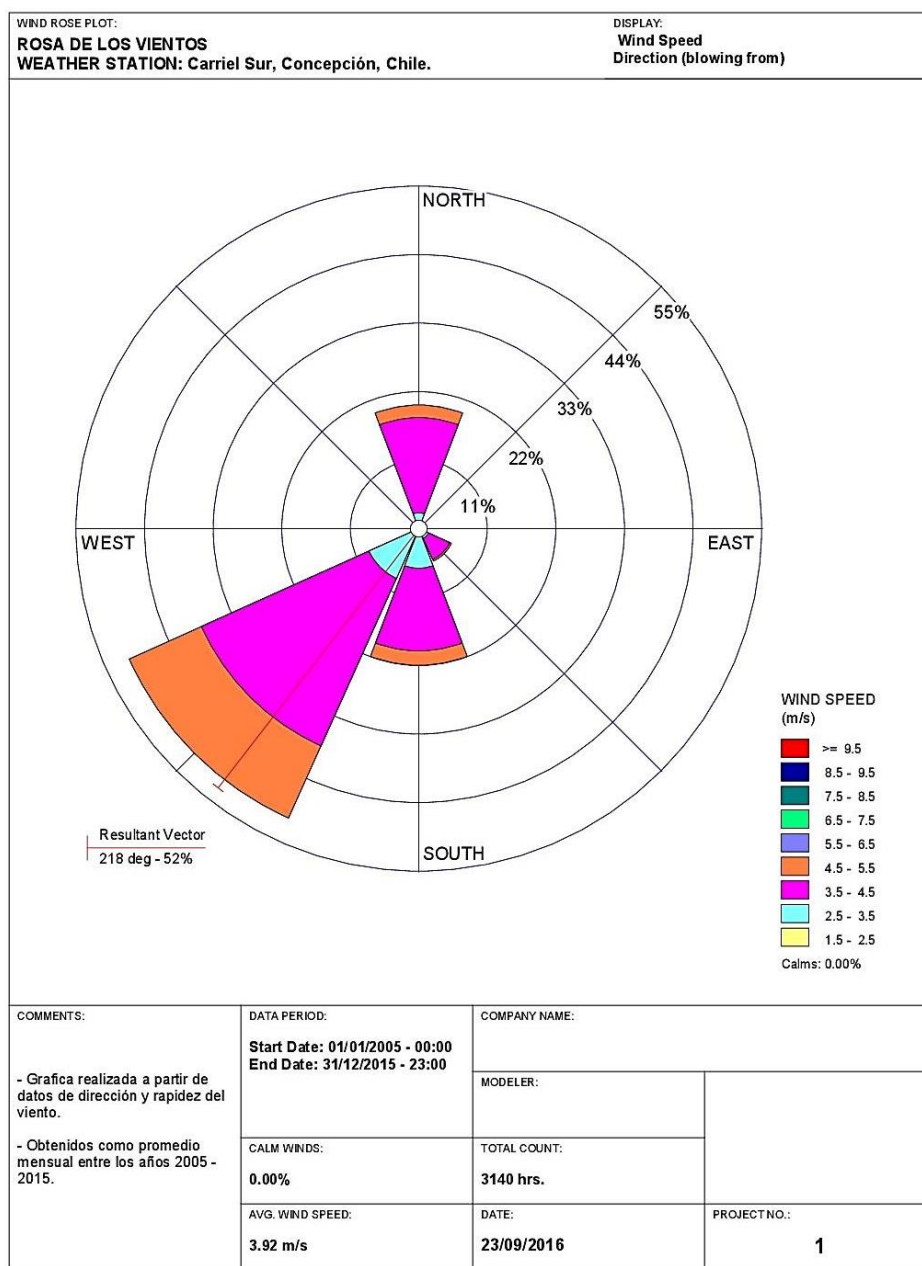 WIND ROSE PLOT:
ROSA DE LOS VIENTOS
WEATHER STATION: Carriel Sur, Concepción, Chile.
DISPLAY:
Wind Speed
Direction (blowing from)
NORTH
55%
44%
33%
22%
11%
WEST
EAST
SOUTH
Resultant Vector
218 deg - 52%
WIND SPEED
(m/s)
>= 9.5
8.5 - 9.5
7.5 - 8.5
6.5 - 7.5
5.5 - 6.5
4.5 - 5.5
3.5 - 4.5
2.5 - 3.5
1.5 - 2.5
Calms: 0.00%
COMMENTS:
- Grafica realizada a partir de
datos de dirección y rapidez del
viento.
- Obtenidos como promedio
mensual entre los años 2005 -
2015.
DATA PERIOD:
Start Date: 01/01/2005 - 00:00
End Date: 31/12/2015 - 23:00
COMPANY NAME:
MODELER:
CALM WINDS:
0.00%
TOTAL COUNT:
3140 hrs.
AVG. WIND SPEED:
3.92 m/s
DATE:
23/09/2016
PROJECT NO.:
1